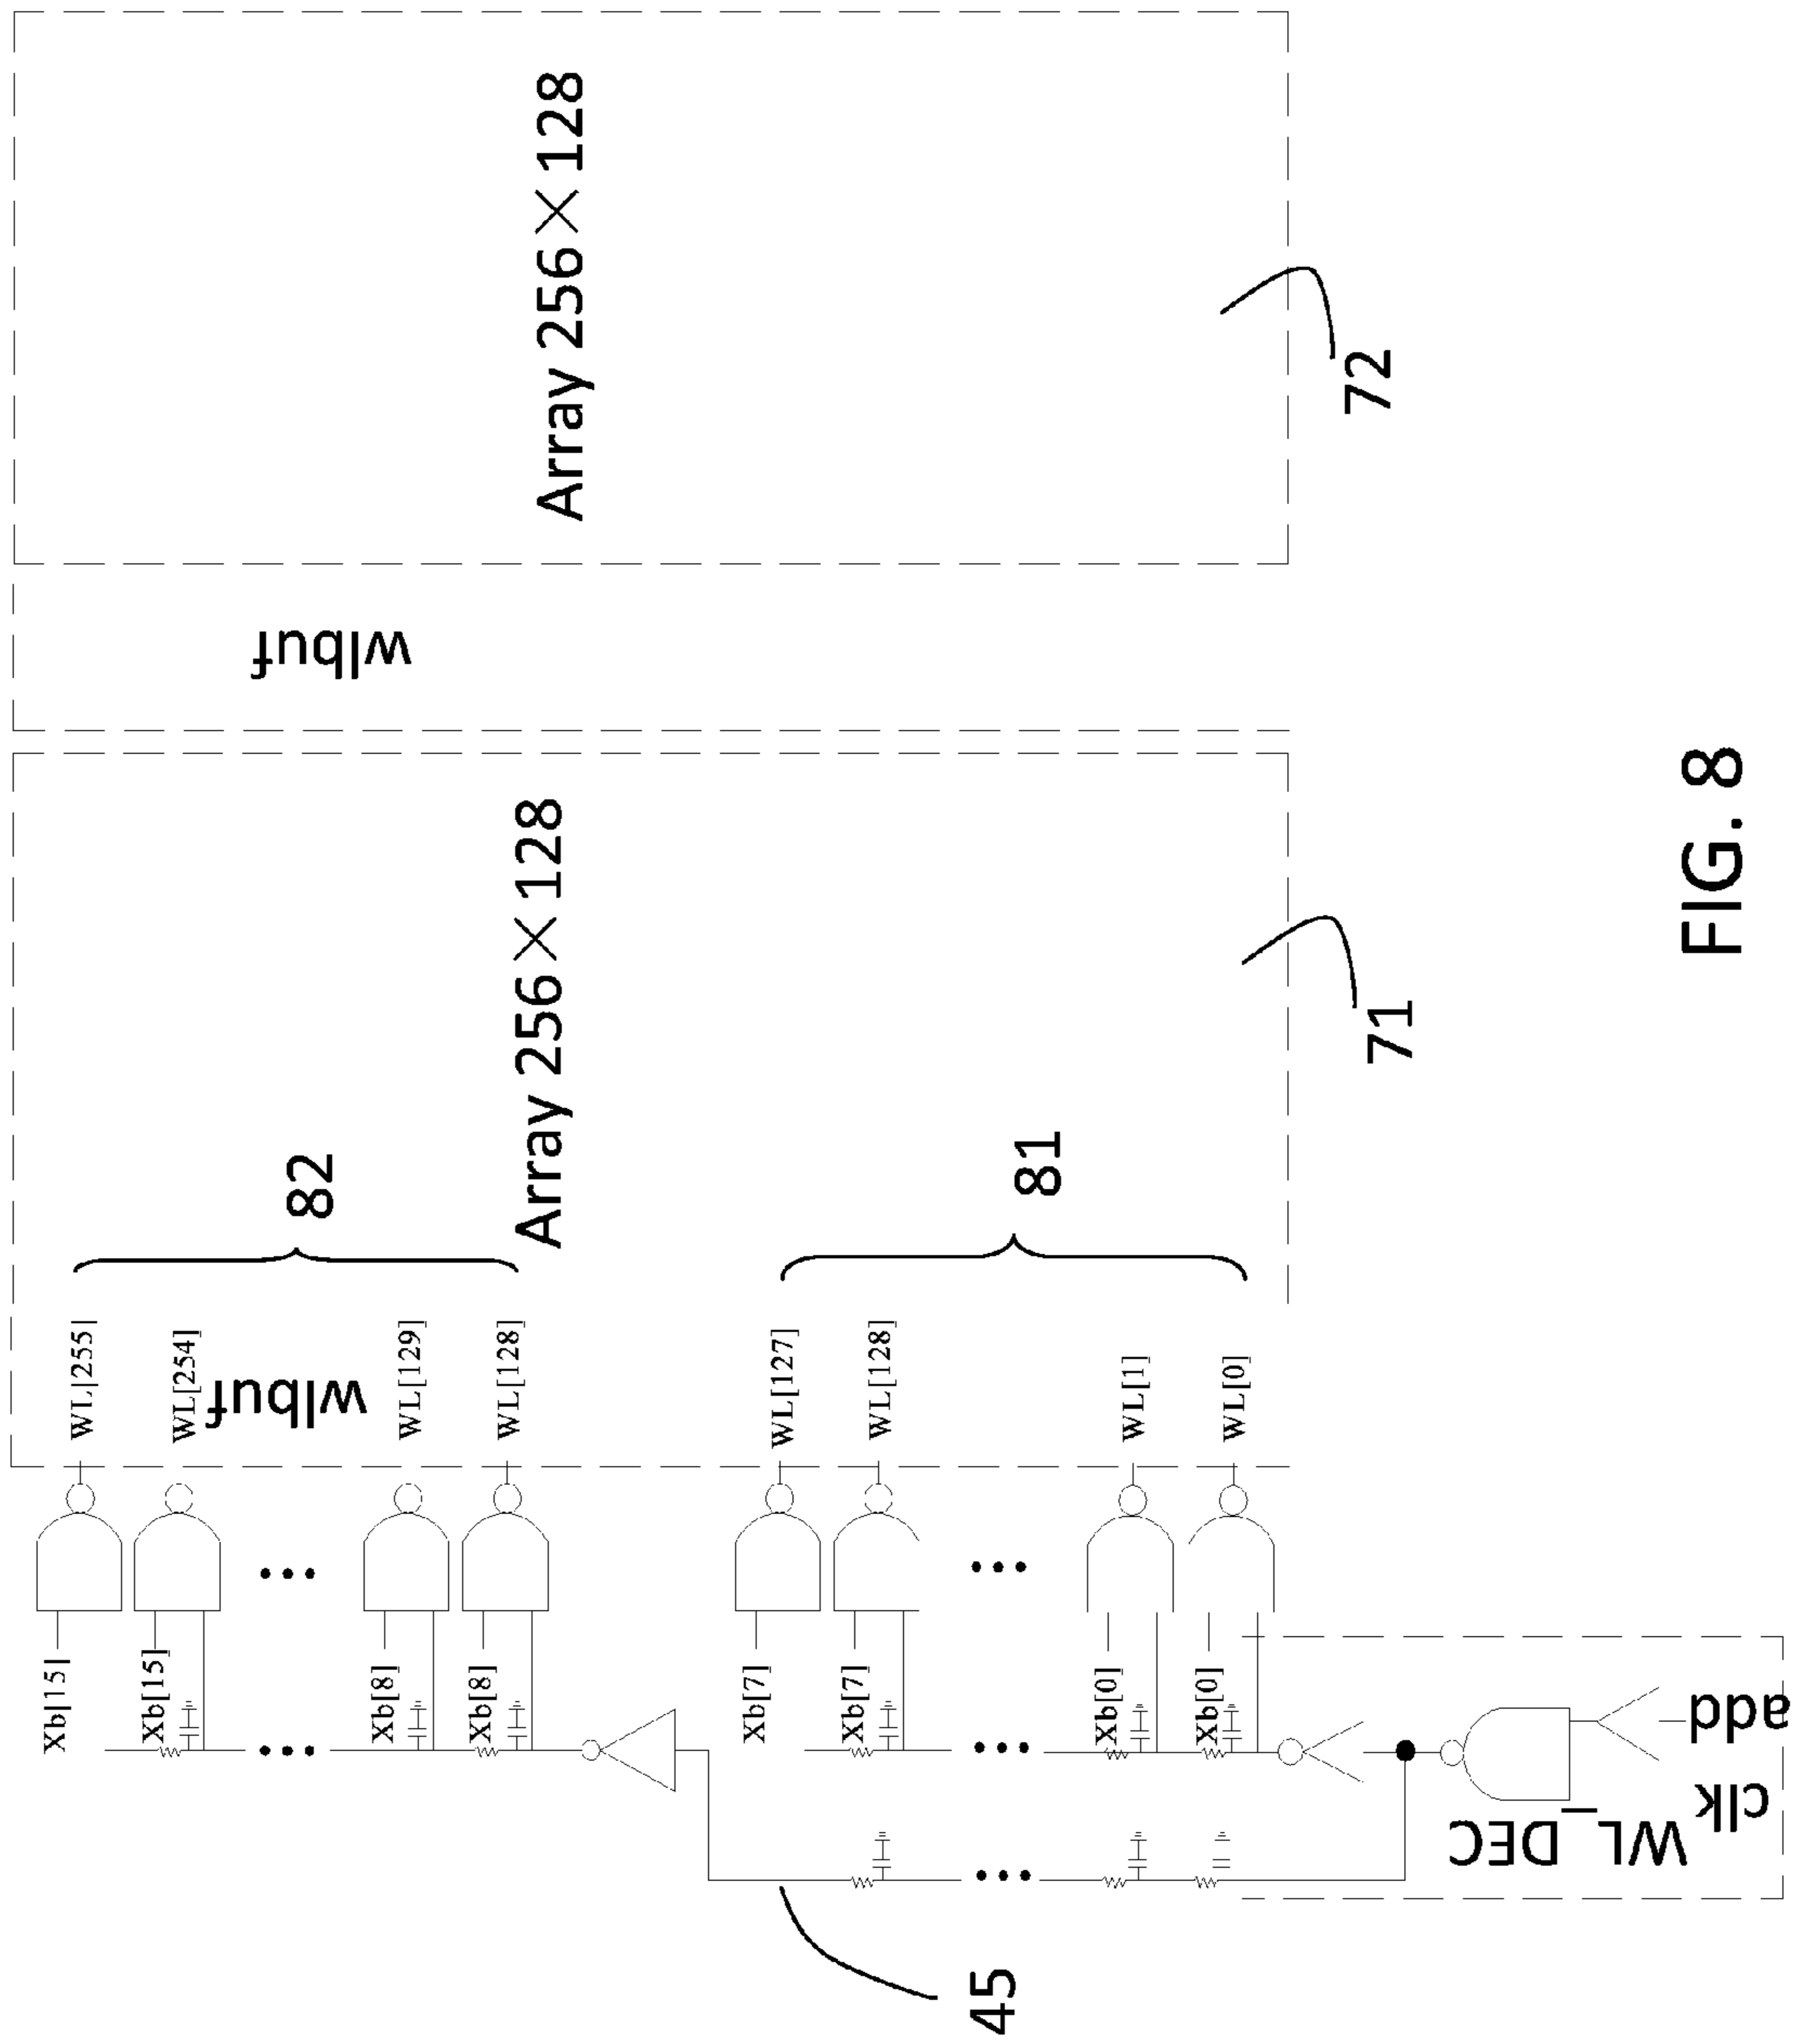 Array 256×128
wlbuf
Array 256×128
72
71
82
81
WL[255]
WL[254]
wlbuf
WL[129]
WL[128]
WL[127]
WL[128]
WL[1]
WL[0]
Xb[15]
Xb[15]
Xb[8]
Xb[8]
Xb[7]
Xb[7]
Xb[0]
Xb[0]
add
clk
WL_DEC
45
FIG. 8